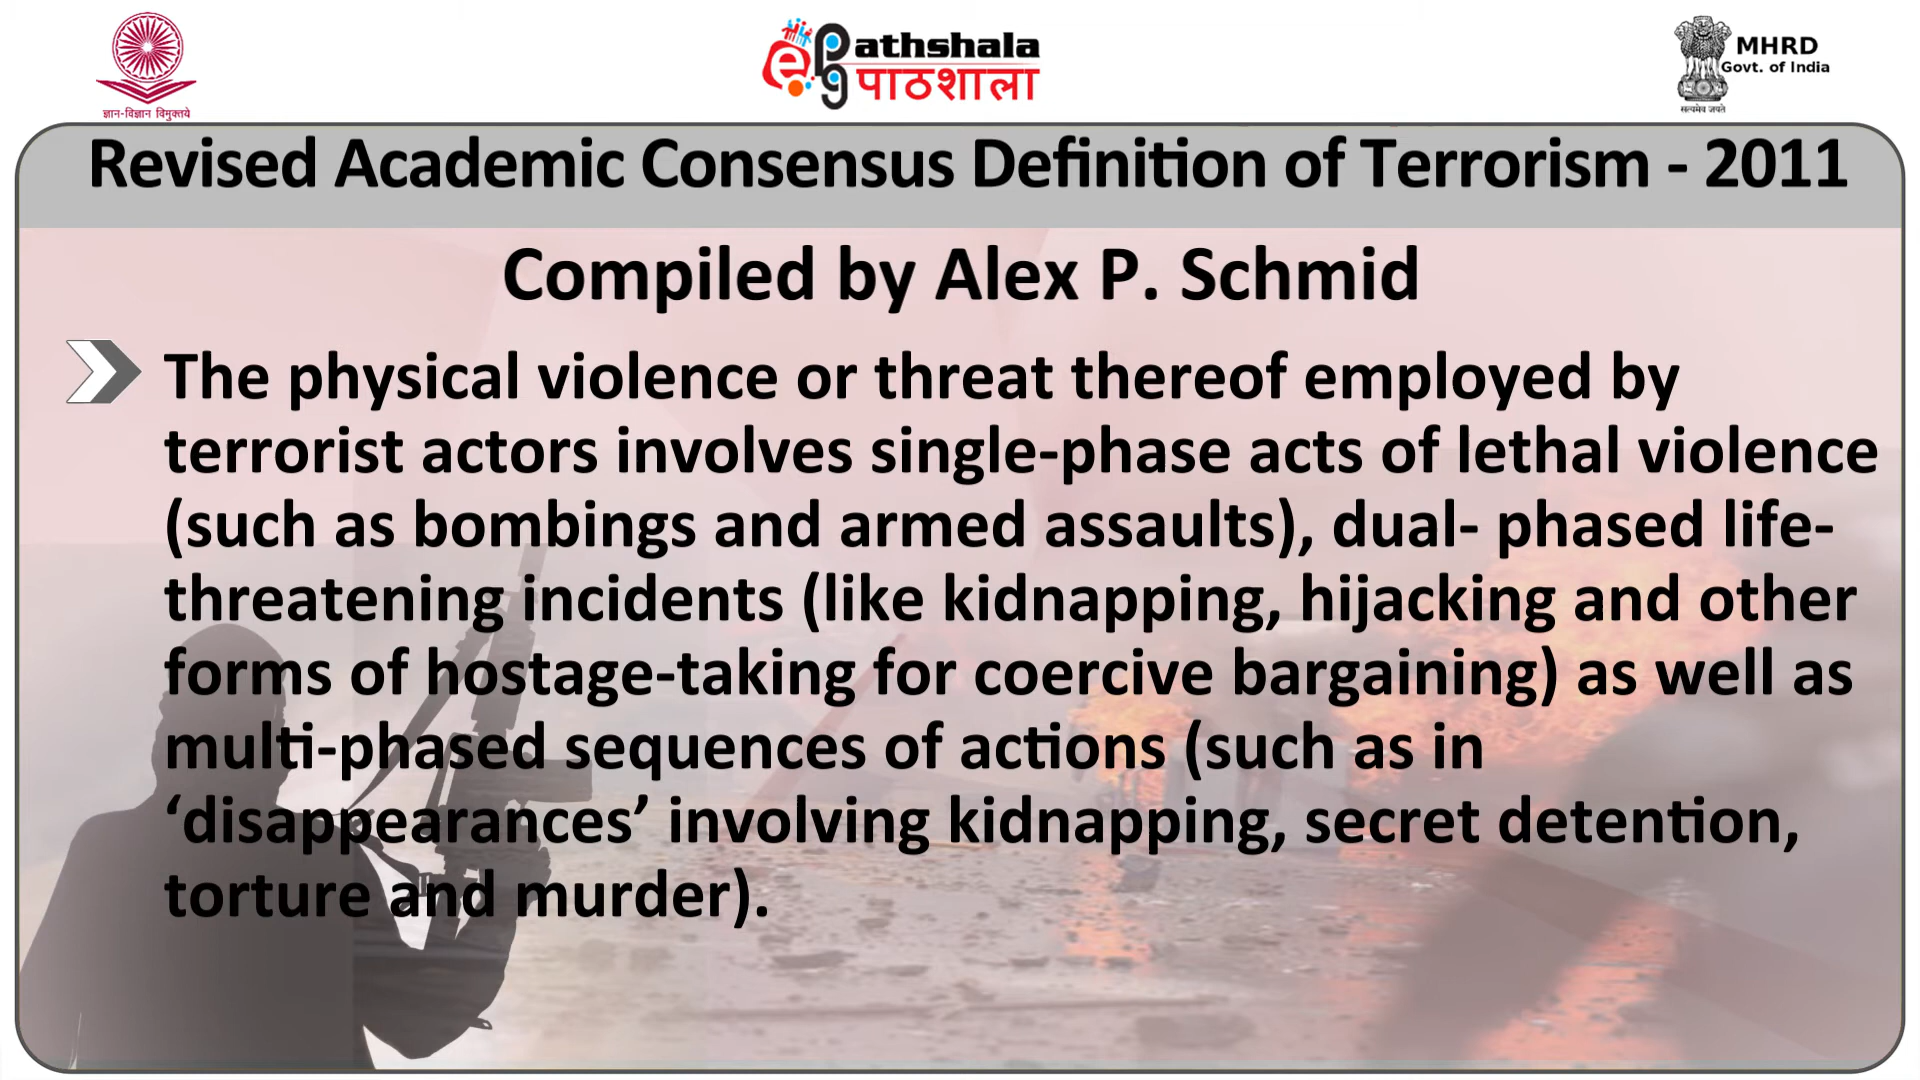 ज्ञान-विज्ञान विमुक्तये
ePG Pathshala
पाठशाला
MHRD
Govt. of India
सत्यमेव जयते
Revised Academic Consensus Definition of Terrorism - 2011
Compiled by Alex P. Schmid
The physical violence or threat thereof employed by
terrorist actors involves single-phase acts of lethal violence
(such as bombings and armed assaults), dual- phased life-
threatening incidents (like kidnapping, hijacking and other
forms of hostage-taking for coercive bargaining) as well as
multi-phased sequences of actions (such as in
‘disappearances’ involving kidnapping, secret detention,
torture and murder).